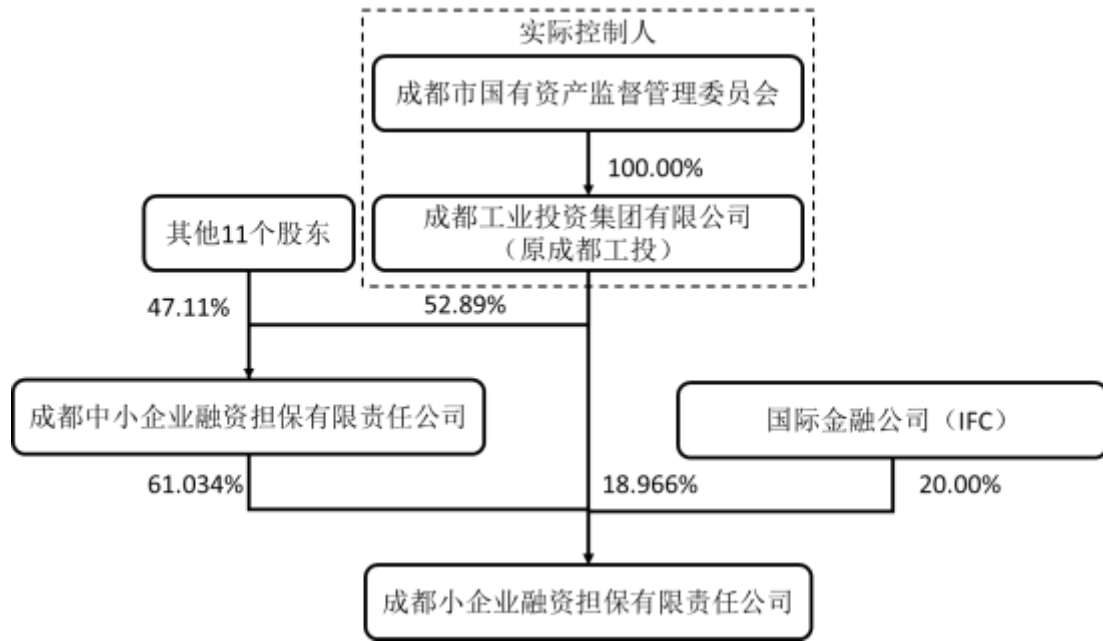 实际控制人
成都市国有资产监督管理委员会
100.00%
其他11个股东
成都工业投资集团有限公司
（原成都工投）
47.11%
52.89%
成都中小企业融资担保有限责任公司
国际金融公司（IFC）
61.034%
18.966%
20.00%
成都小企业融资担保有限责任公司